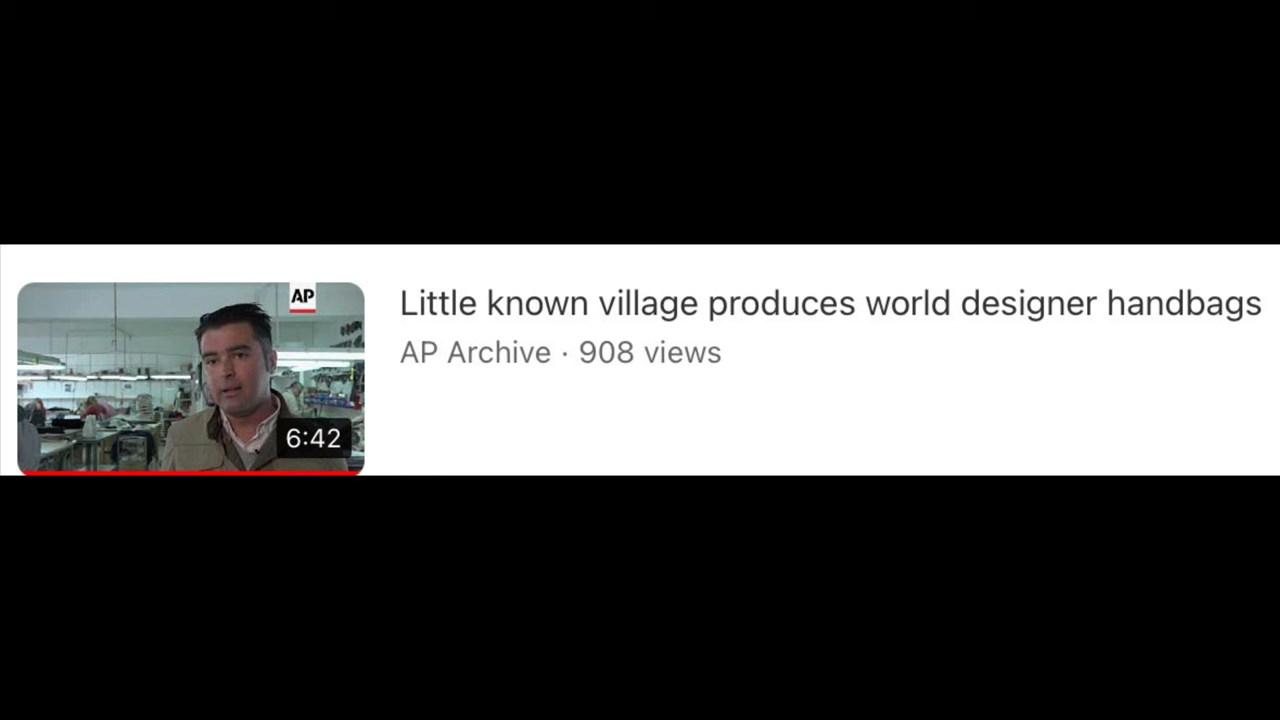 AP
6:42
Little known village produces world designer handbags
AP Archive · 908 views